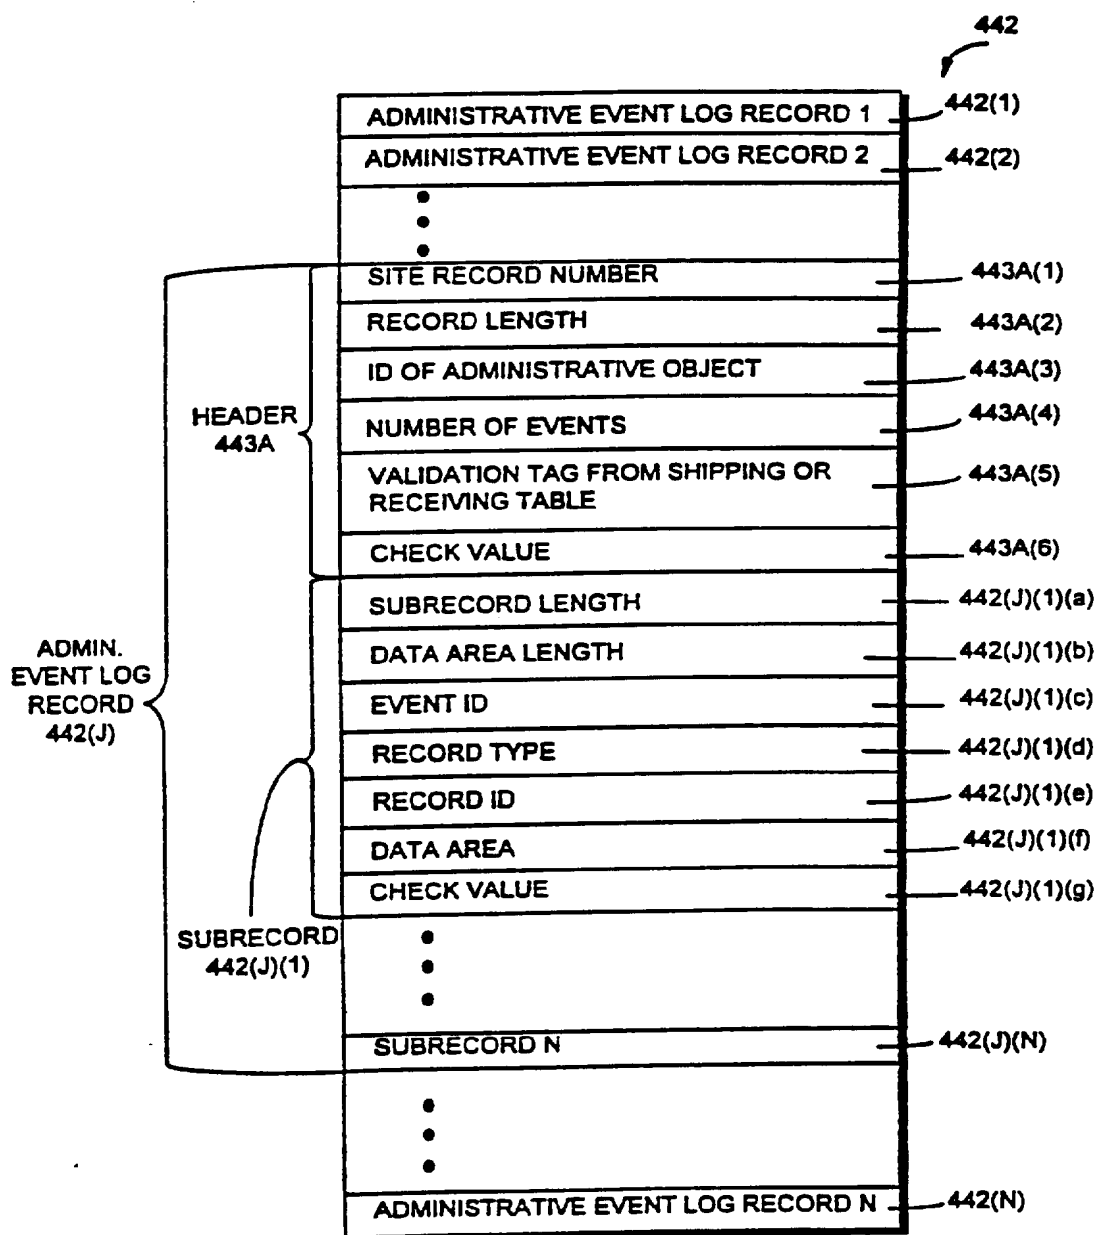 442
ADMINISTRATIVE EVENT LOG RECORD 1
442(1)
ADMINISTRATIVE EVENT LOG RECORD 2
442(2)
SITE RECORD NUMBER
443A(1)
RECORD LENGTH
443A(2)
ID OF ADMINISTRATIVE OBJECT
443A(3)
HEADER
443A
NUMBER OF EVENTS
443A(4)
VALIDATION TAG FROM SHIPPING OR
RECEIVING TABLE
443A(5)
CHECK VALUE
443A(6)
SUBRECORD LENGTH
442(J)(1)(a)
ADMIN.
EVENT LOG
RECORD
442(J)
DATA AREA LENGTH
442(J)(1)(b)
EVENT ID
442(J)(1)(c)
RECORD TYPE
442(J)(1)(d)
RECORD ID
442(J)(1)(e)
DATA AREA
442(J)(1)(f)
CHECK VALUE
442(J)(1)(g)
SUBRECORD
442(J)(1)
SUBRECORD N
442(J)(N)
ADMINISTRATIVE EVENT LOG RECORD N
442(N)